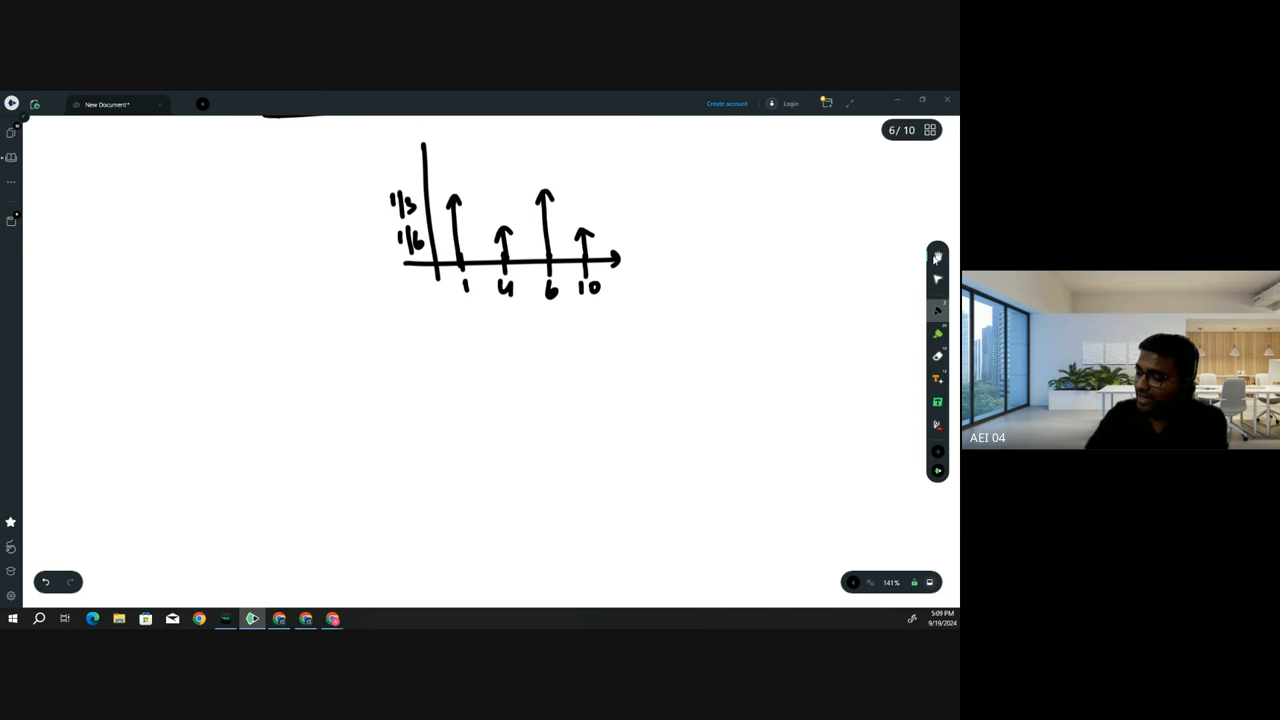 New Document*
Create account
Login
6 / 10
1/3
1/6
1 4 6 10
AEI 04
141%
5:09 PM
9/19/2024